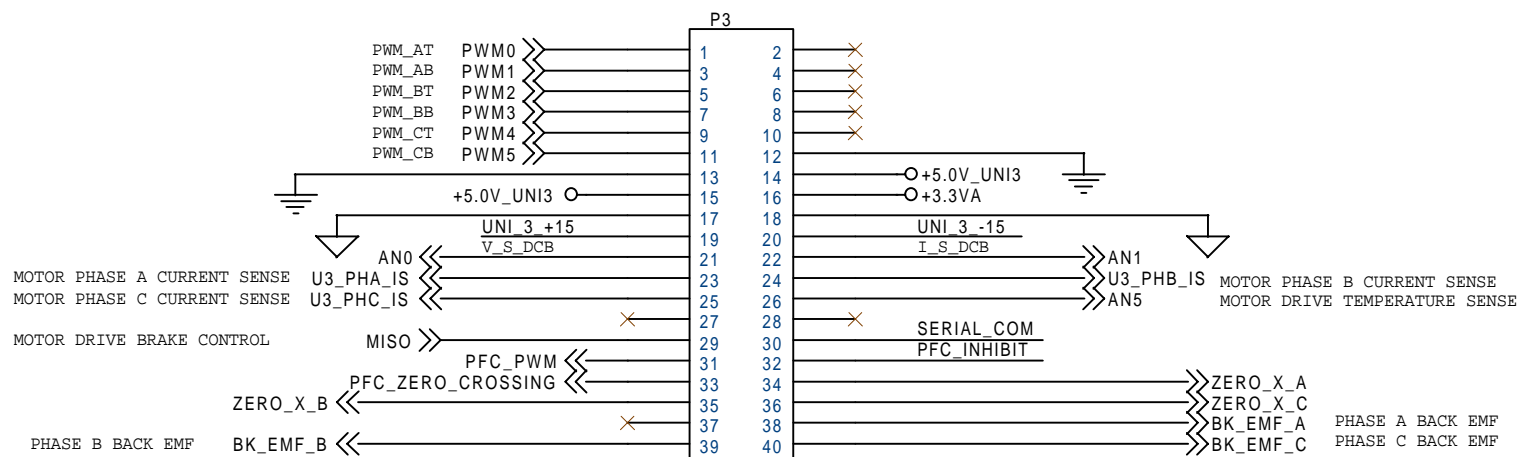 P3
PWM_AT PWM0 1 2
PWM_AB PWM1 3 4
PWM_BT PWM2 5 6
PWM_BB PWM3 7 8
PWM_CT PWM4 9 10
PWM_CB PWM5 11 12
13 14 +5.0V_UNI3
+5.0V_UNI3 15 16 +3.3VA
17 18
UNI_3_+15 19 20 UNI_3_-15
V_S_DCB I_S_DCB
AN0 21 22 AN1
MOTOR PHASE A CURRENT SENSE U3_PHA_IS 23 24 U3_PHB_IS MOTOR PHASE B CURRENT SENSE
MOTOR PHASE C CURRENT SENSE U3_PHC_IS 25 26 AN5 MOTOR DRIVE TEMPERATURE SENSE
27 28
MOTOR DRIVE BRAKE CONTROL MISO 29 30 SERIAL_COM
PFC_PWM 31 32 PFC_INHIBIT
PFC_ZERO_CROSSING 33 34 ZERO_X_A
ZERO_X_B 35 36 ZERO_X_C
37 38 BK_EMF_A PHASE A BACK EMF
PHASE B BACK EMF BK_EMF_B 39 40 BK_EMF_C PHASE C BACK EMF